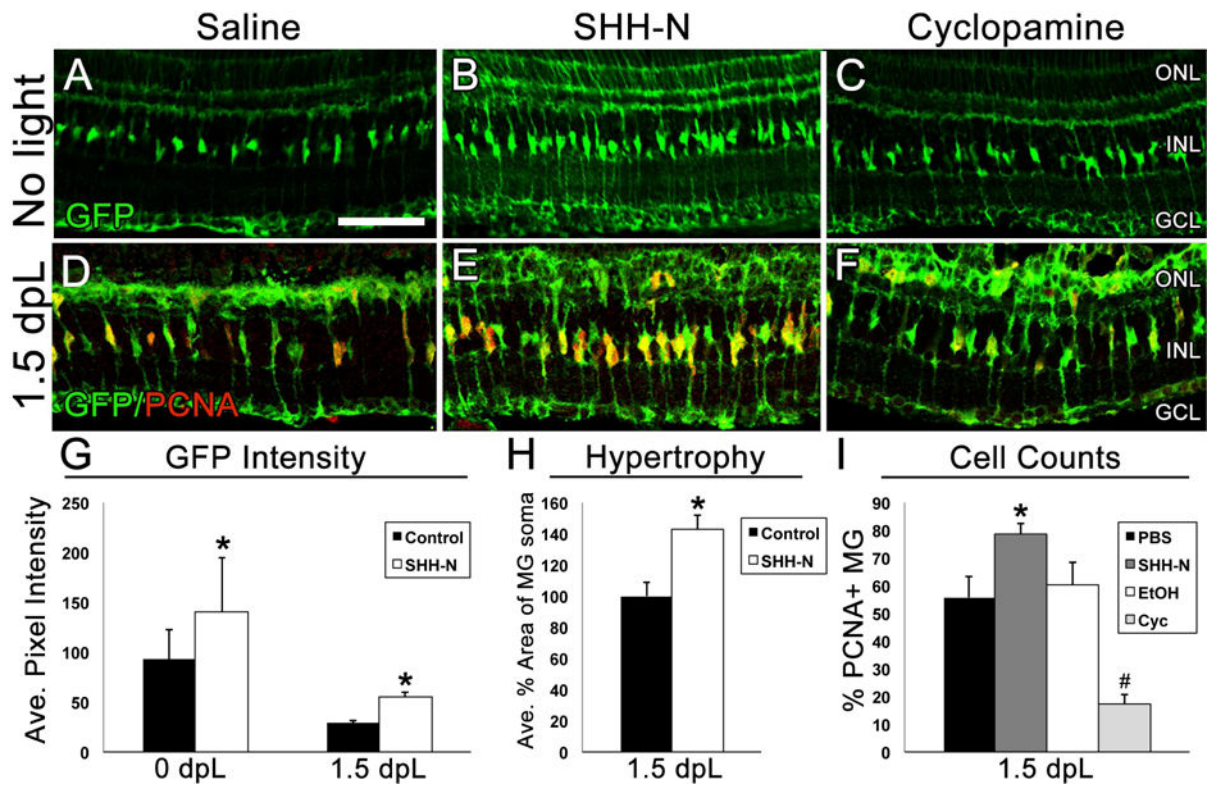 Saline SHH-N Cyclopamine
No light
A B C ONL
INL
GFP GCL
1.5 dpL
D E F ONL
INL
GFP/PCNA GCL
G GFP Intensity
Ave. Pixel Intensity
250
200
150
100
50
0
* *
Control
SHH-N
0 dpL 1.5 dpL
H Hypertrophy
Ave. % Area of MG soma
160
140
120
100
80
60
40
20
0
*
Control
SHH-N
1.5 dpL
I Cell Counts
% PCNA+ MG
90
80
70
60
50
40
30
20
10
0
*
#
PBS
SHH-N
EtOH
Cyc
1.5 dpL